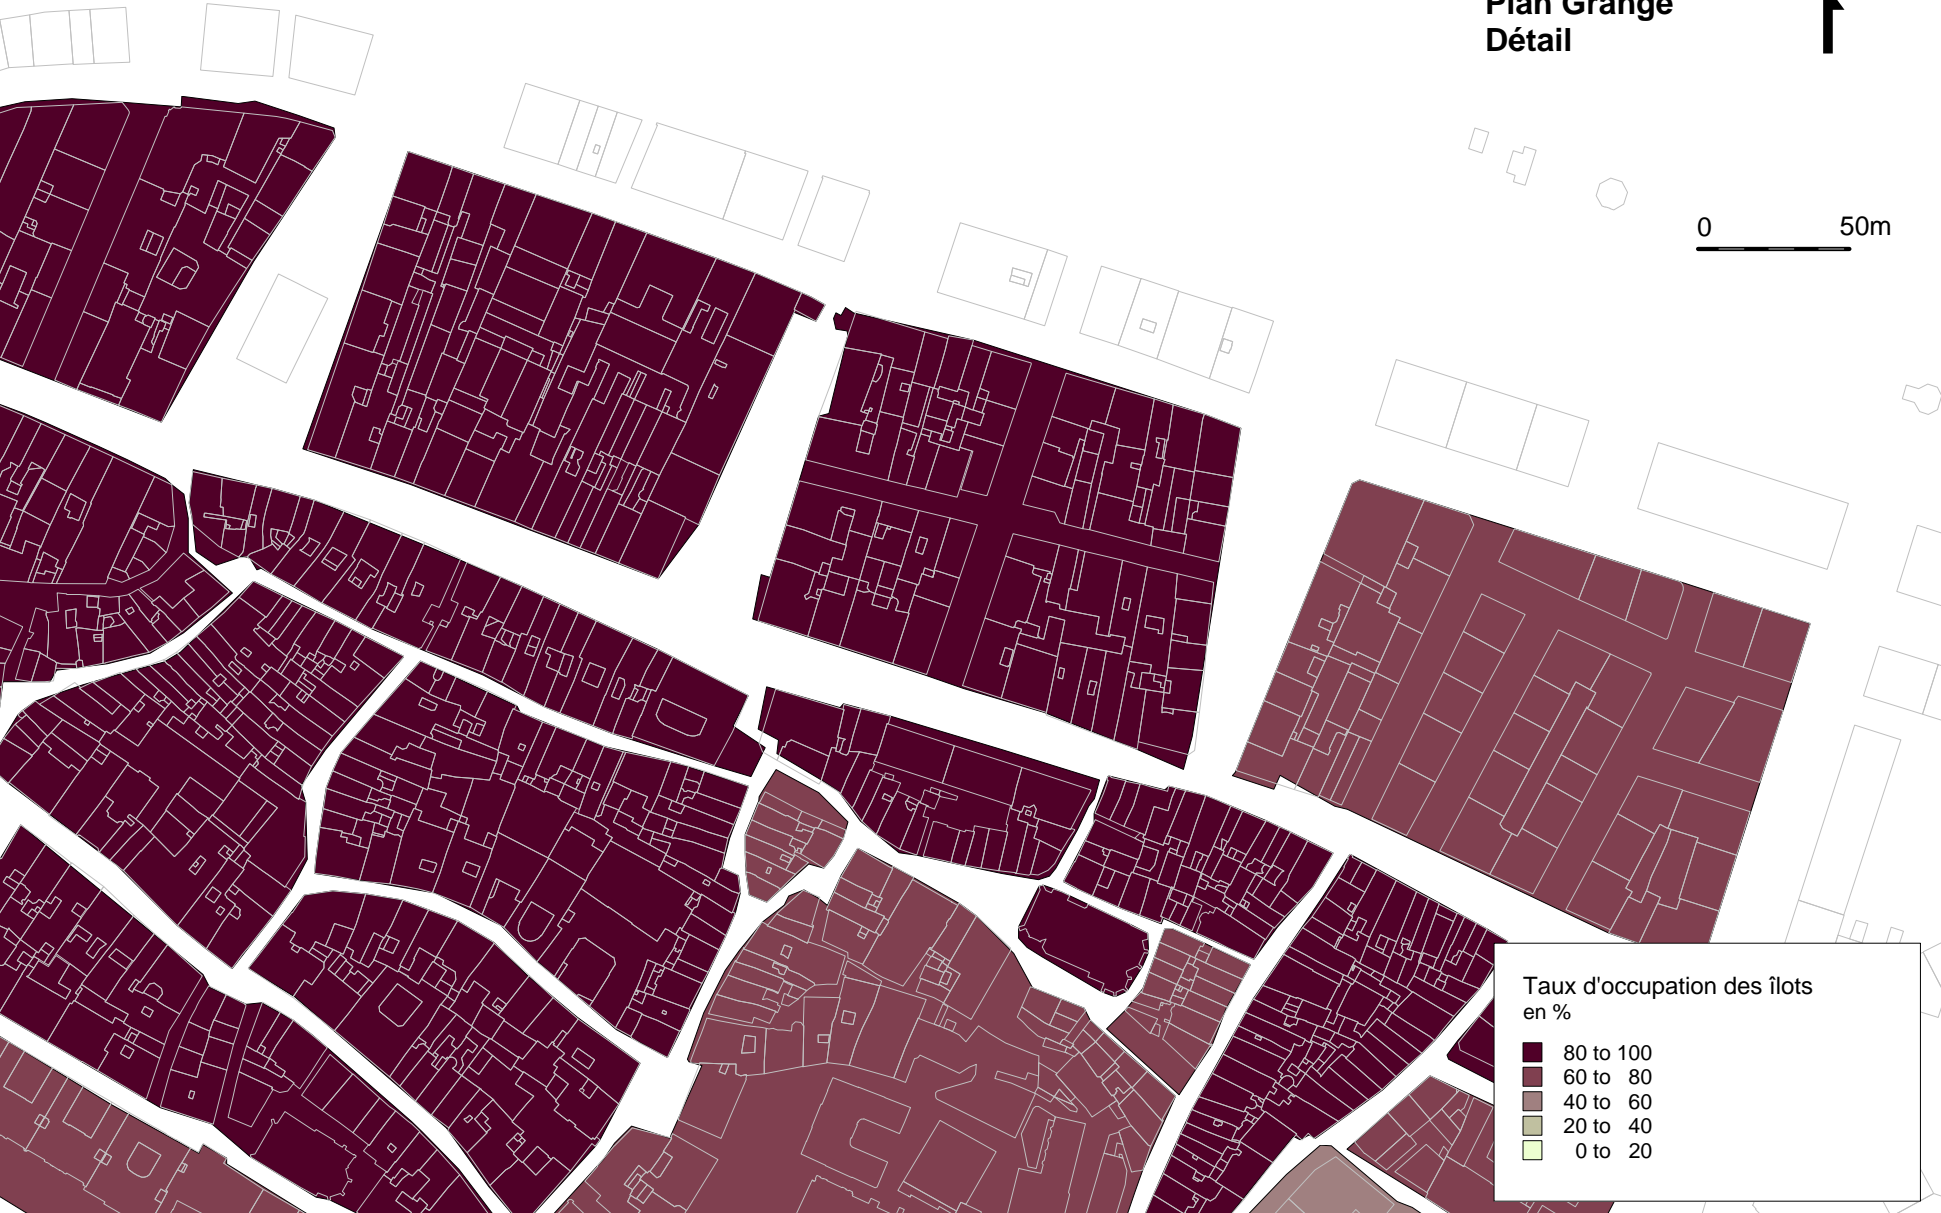 Plan Grange
Détail
0 50m
Taux d'occupation des îlots
en %
80 to 100
60 to 80
40 to 60
20 to 40
0 to 20